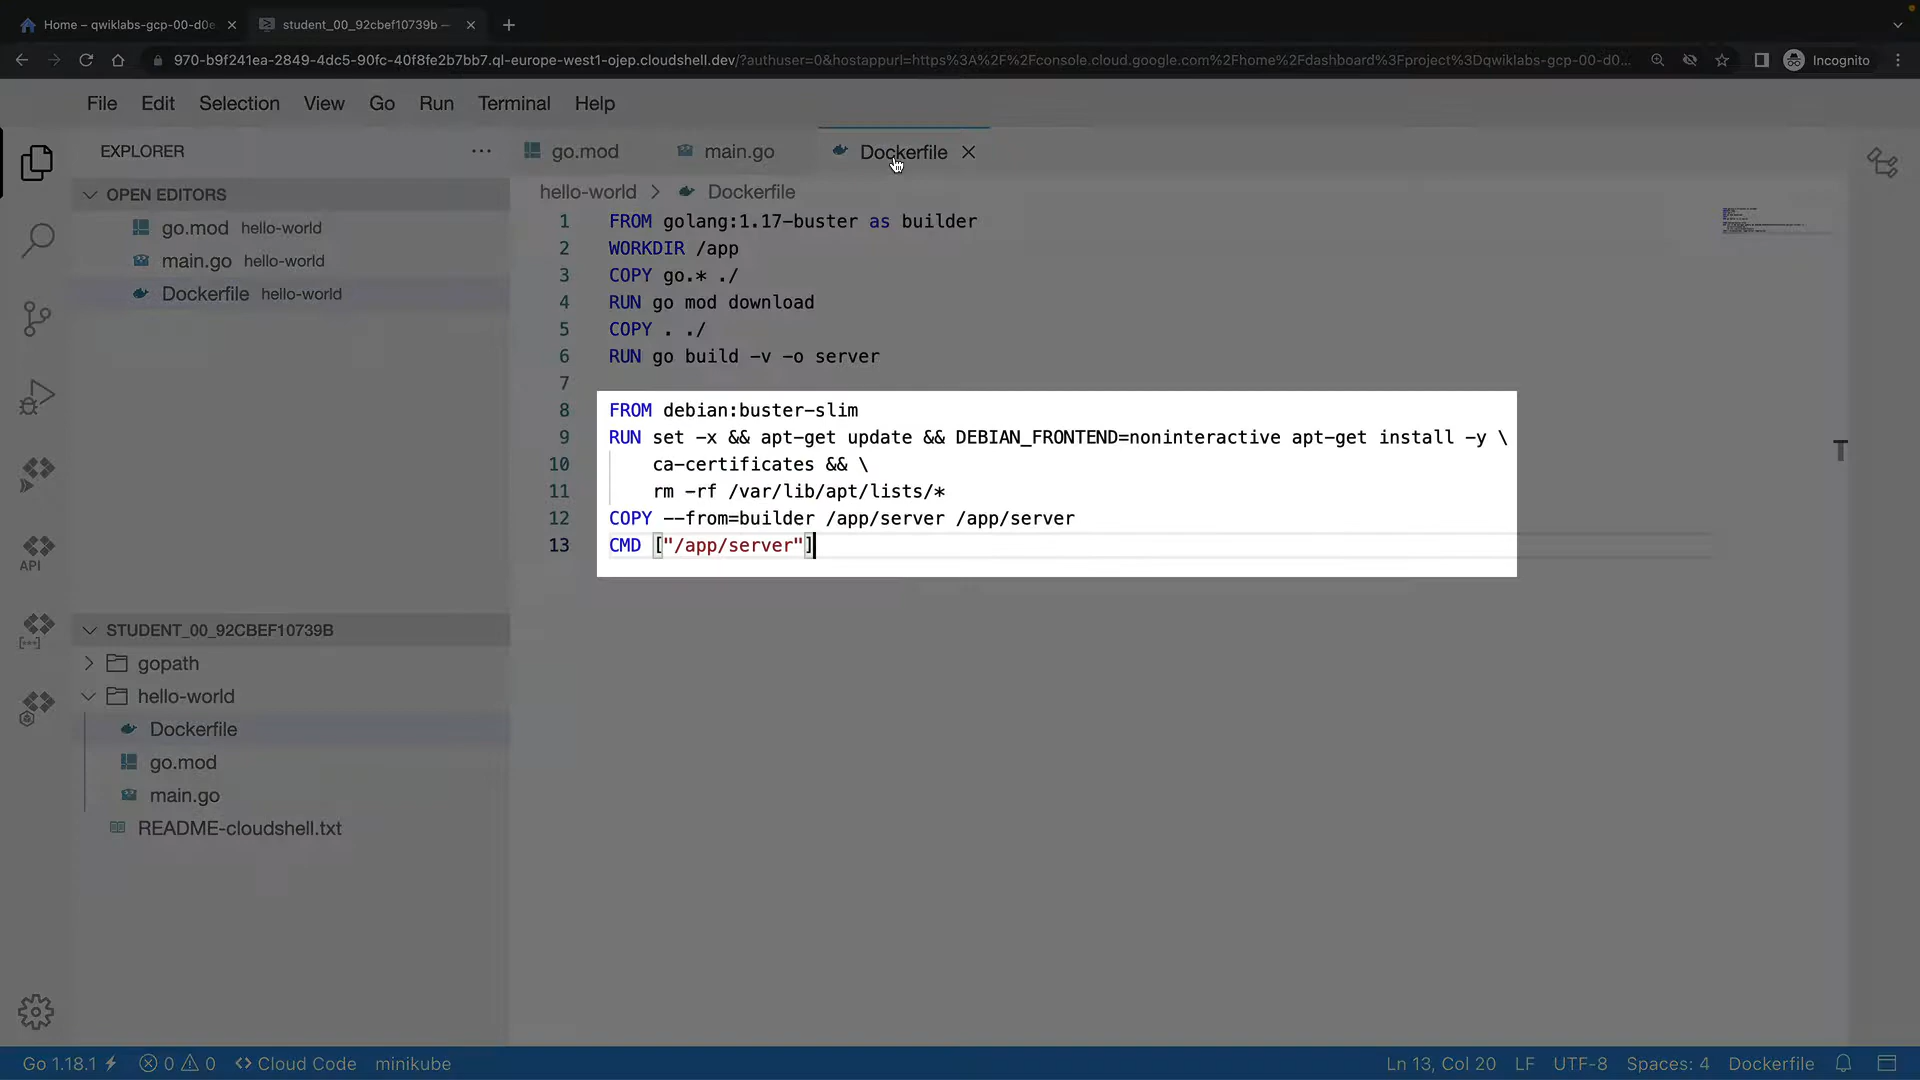 Home – qwiklabs-gcp-00-d0e
student_00_92cbef10739b –
970-b9f241ea-2849-4dc5-90fc-40f8fe2b7bb7.ql-europe-west1-ojep.cloudshell.dev/?authuser=0&hostappurl=https%3A%2F%2Fconsole.cloud.google.com%2Fhome%2Fdashboard%3Fproject%3Dqwiklabs-gcp-00-d0... Incognito
File Edit Selection View Go Run Terminal Help
EXPLORER
OPEN EDITORS
go.mod hello-world
main.go hello-world
Dockerfile hello-world
STUDENT_00_92CBEF10739B
gopath
hello-world
Dockerfile
go.mod
main.go
README-cloudshell.txt
API
go.mod main.go Dockerfile
hello-world > Dockerfile
1 FROM golang:1.17-buster as builder
2 WORKDIR /app
3 COPY go.* ./
4 RUN go mod download
5 COPY . ./
6 RUN go build -v -o server
7
8 FROM debian:buster-slim
9 RUN set -x && apt-get update && DEBIAN_FRONTEND=noninteractive apt-get install -y \
10 ca-certificates && \
11 rm -rf /var/lib/apt/lists/*
12 COPY --from=builder /app/server /app/server
13 CMD ["/app/server"]
Go 1.18.1 0 0 Cloud Code minikube Ln 13, Col 20 LF UTF-8 Spaces: 4 Dockerfile